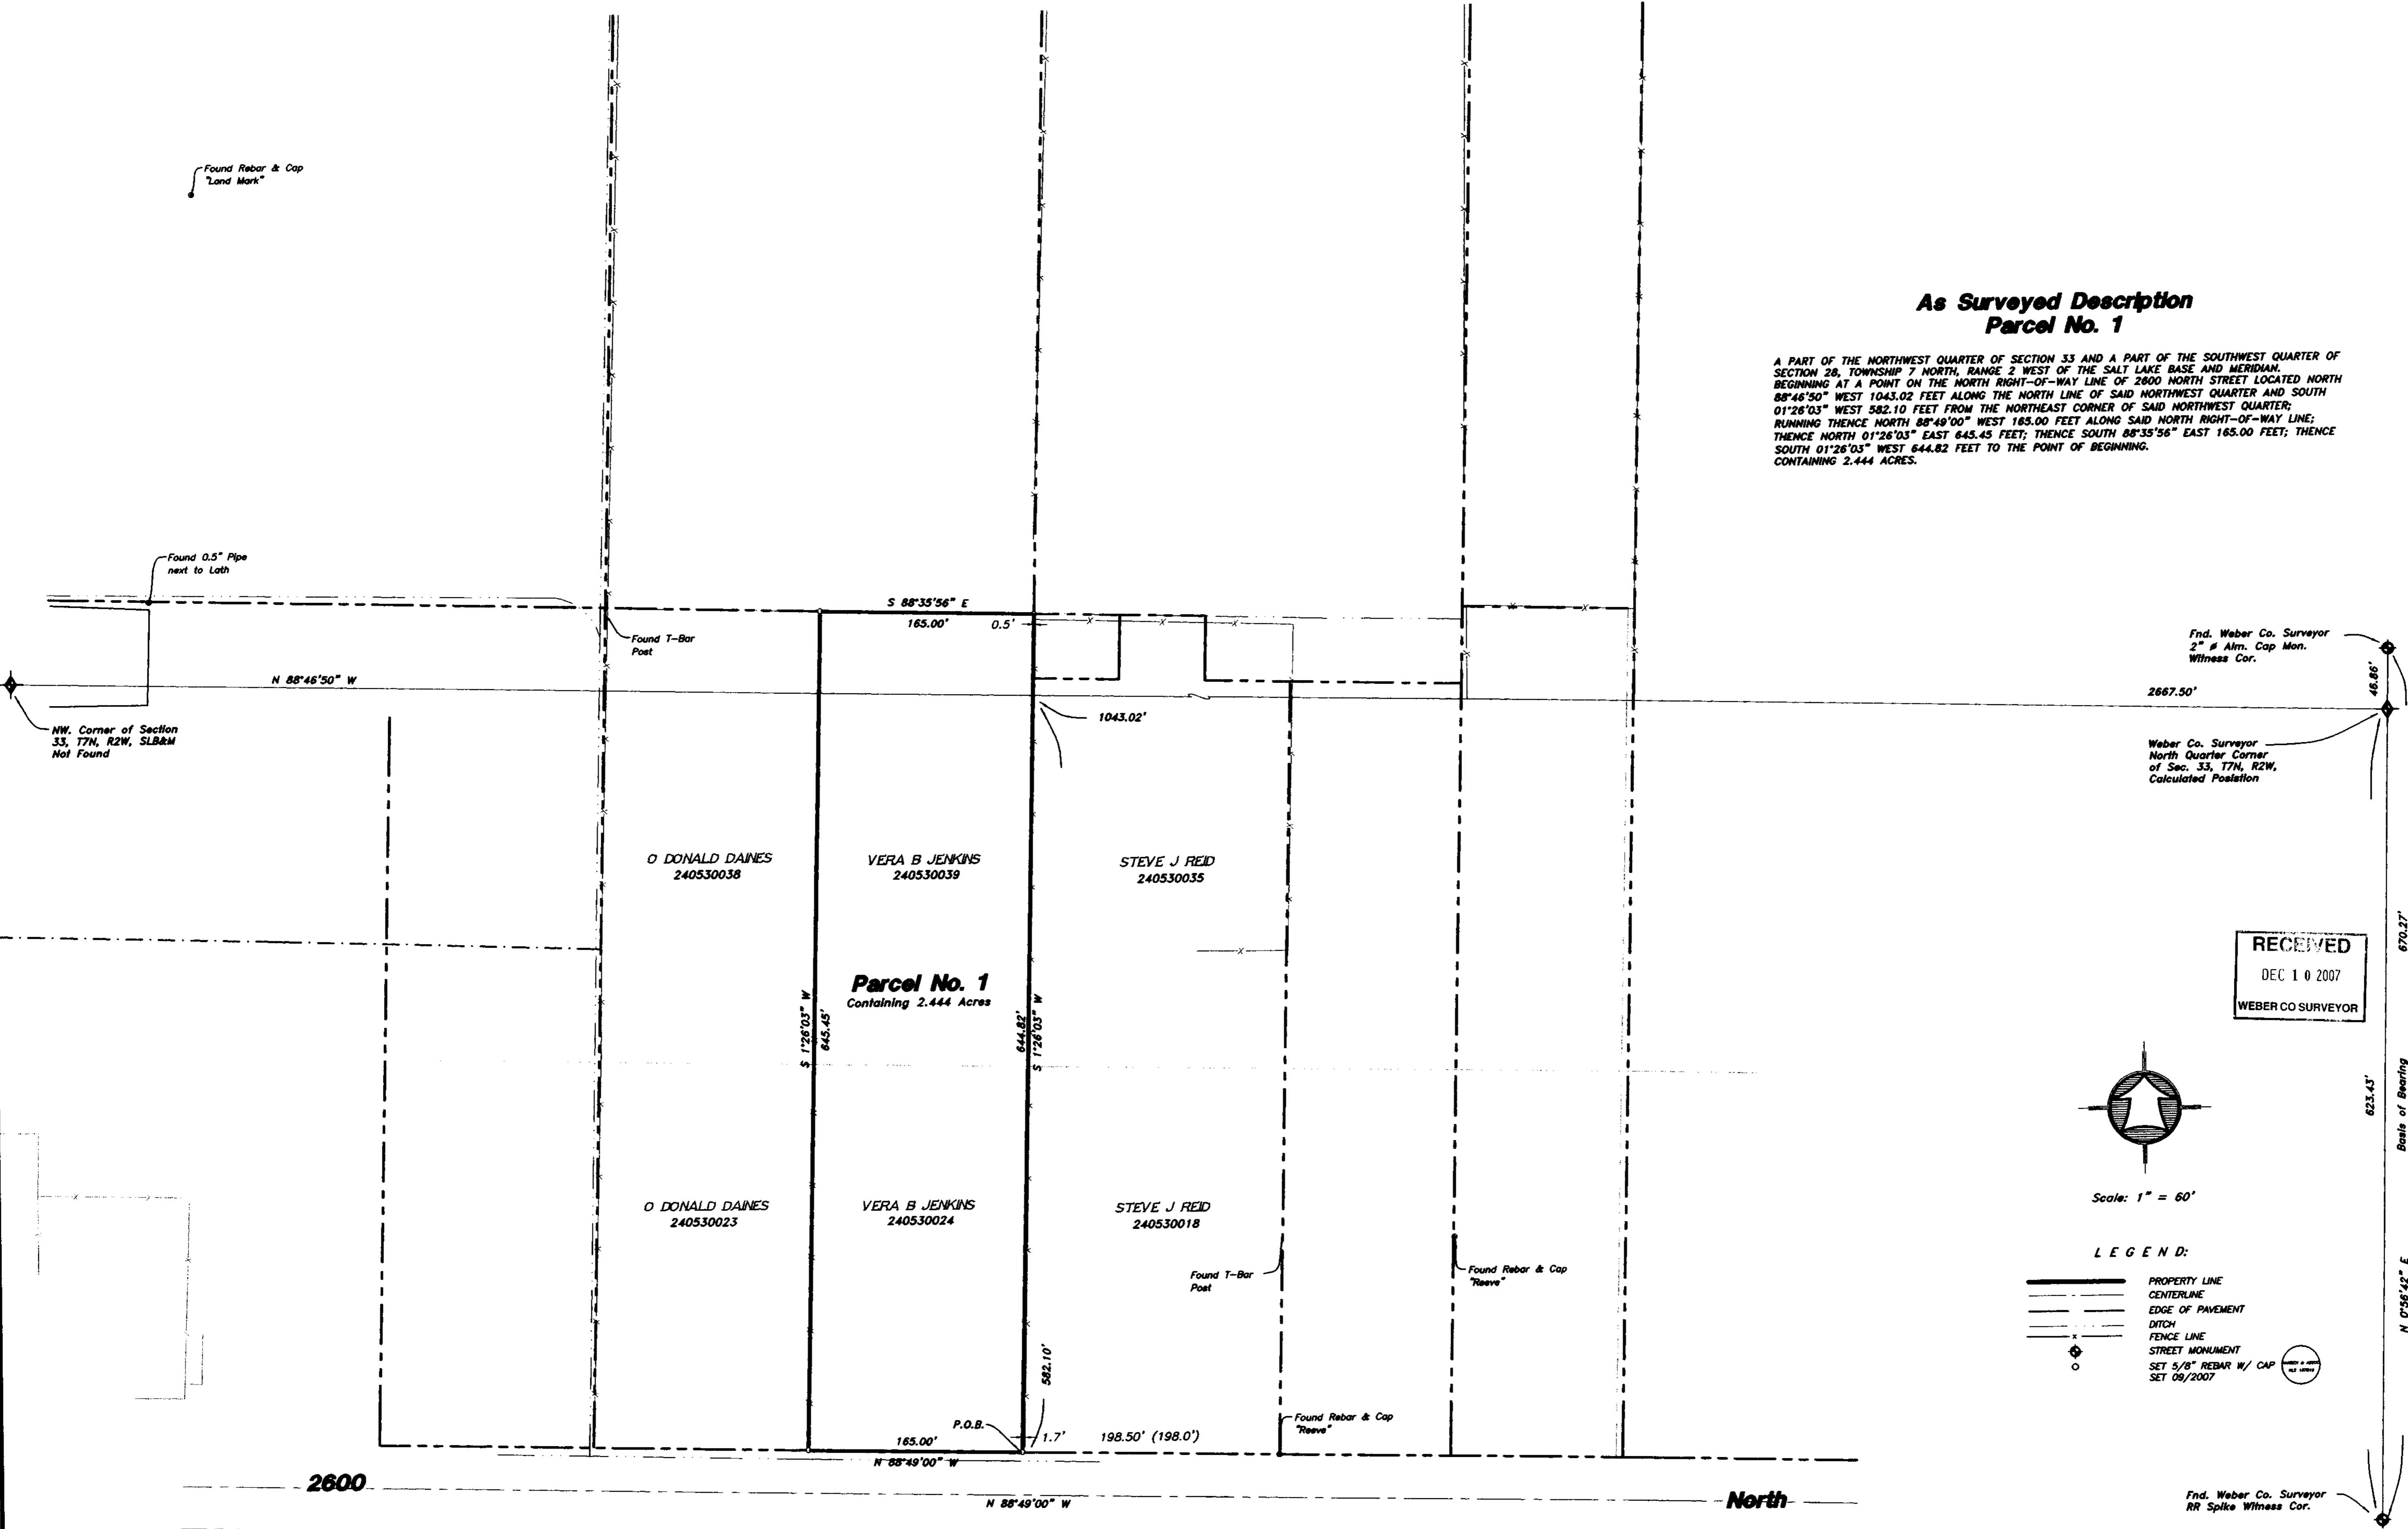 Found Rebar & Cap
"Land Mark"
As Surveyed Description
Parcel No. 1
A PART OF THE NORTHWEST QUARTER OF SECTION 33 AND A PART OF THE SOUTHWEST QUARTER OF
SECTION 28, TOWNSHIP 7 NORTH, RANGE 2 WEST OF THE SALT LAKE BASE AND MERIDIAN.
BEGINNING AT A POINT ON THE NORTH RIGHT-OF-WAY LINE OF 2600 NORTH STREET LOCATED NORTH
88°46'50" WEST 1043.02 FEET ALONG THE NORTH LINE OF SAID NORTHWEST QUARTER AND SOUTH
01°26'03" WEST 582.10 FEET FROM THE NORTHEAST CORNER OF SAID NORTHWEST QUARTER;
RUNNING THENCE NORTH 88°49'00" WEST 165.00 FEET ALONG SAID NORTH RIGHT-OF-WAY LINE;
THENCE NORTH 01°26'03" EAST 645.45 FEET; THENCE SOUTH 88°35'56" EAST 165.00 FEET; THENCE
SOUTH 01°26'03" WEST 644.82 FEET TO THE POINT OF BEGINNING.
CONTAINING 2.444 ACRES.
Found 0.5" Pipe
next to Lath
S 88°35'56" E
165.00'
0.5'
Found T-Bar
Post
Fnd. Weber Co. Surveyor
2" ø Alm. Cap Mon.
Witness Cor.
46.86'
N 88°46'50" W
2667.50'
1043.02'
NW. Corner of Section
33, T7N, R2W, SLB&M
Not Found
Weber Co. Surveyor
North Quarter Corner
of Sec. 33, T7N, R2W,
Calculated Position
O DONALD DAINES
240530038
VERA B JENKINS
240530039
STEVE J REID
240530035
670.27'
RECEIVED
DEC 10 2007
WEBER CO SURVEYOR
Parcel No. 1
Containing 2.444 Acres
S 1°26'03" W
645.45'
644.82'
S 1°26'03" W
623.43'
Basis of Bearing
Scale: 1" = 60'
O DONALD DAINES
240530023
VERA B JENKINS
240530024
STEVE J REID
240530018
Found T-Bar
Post
Found Rebar & Cap
"Reeve"
N 0°56'42" E
LEGEND:
PROPERTY LINE
CENTERLINE
EDGE OF PAVEMENT
DITCH
FENCE LINE
STREET MONUMENT
SET 5/8" REBAR W/ CAP
SET 09/2007
582.10'
P.O.B.
165.00'
1.7'
198.50' (198.0')
Found Rebar & Cap
"Reeve"
N 88°49'00" W
2600
N 88°49'00" W
North
Fnd. Weber Co. Surveyor
RR Spike Witness Cor.